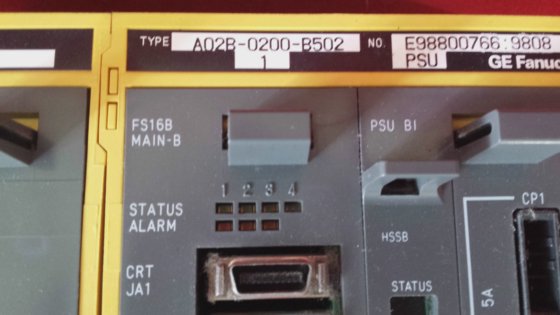 TYPE A02B-0200-B502 NO. E98800766:9808
1 PSU GE Fanuc
FS16B
MAIN-B
PSU BI
1 2 3 4
STATUS
ALARM
CRT
JA1
HSSB
STATUS
CP1
5A